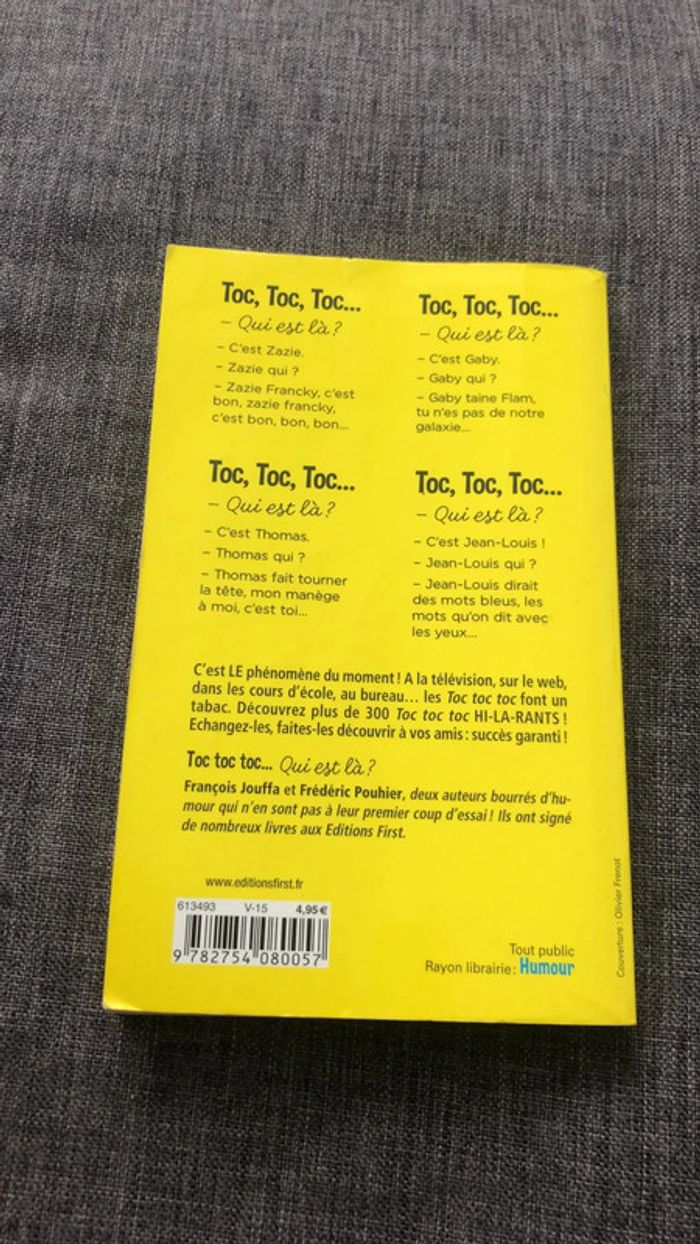 Toc, Toc, Toc...
– Qui est là ?
– C'est Zazie.
– Zazie qui ?
– Zazie Francky, c'est
bon, zazie francky,
c'est bon, bon, bon...
Toc, Toc, Toc...
– Qui est là ?
– C'est Gaby.
– Gaby qui ?
– Gaby taine Flam,
tu n'es pas de notre
galaxie...
Toc, Toc, Toc...
– Qui est là ?
– C'est Thomas.
– Thomas qui ?
– Thomas fait tourner
la tête, mon manège
à moi, c'est toi...
Toc, Toc, Toc...
– Qui est là ?
– C'est Jean-Louis !
– Jean-Louis qui ?
– Jean-Louis dirait
des mots bleus, les
mots qu'on dit avec
les yeux...
C'est LE phénomène du moment ! A la télévision, sur le web,
dans les cours d'école, au bureau... les Toc toc toc font un
tabac. Découvrez plus de 300 Toc toc toc HI-LA-RANTS !
Echangez-les, faites-les découvrir à vos amis : succès garanti !
Toc toc toc... Qui est là ?
François Jouffa et Frédéric Pouhier, deux auteurs bourrés d'hu-
mour qui n'en sont pas à leur premier coup d'essai ! Ils ont signé
de nombreux livres aux Editions First.
www.editionsfirst.fr
613493 V-15 4,95 €
9 782754 080057
Tout public
Rayon librairie : Humour
Couverture : Olivier Frenot